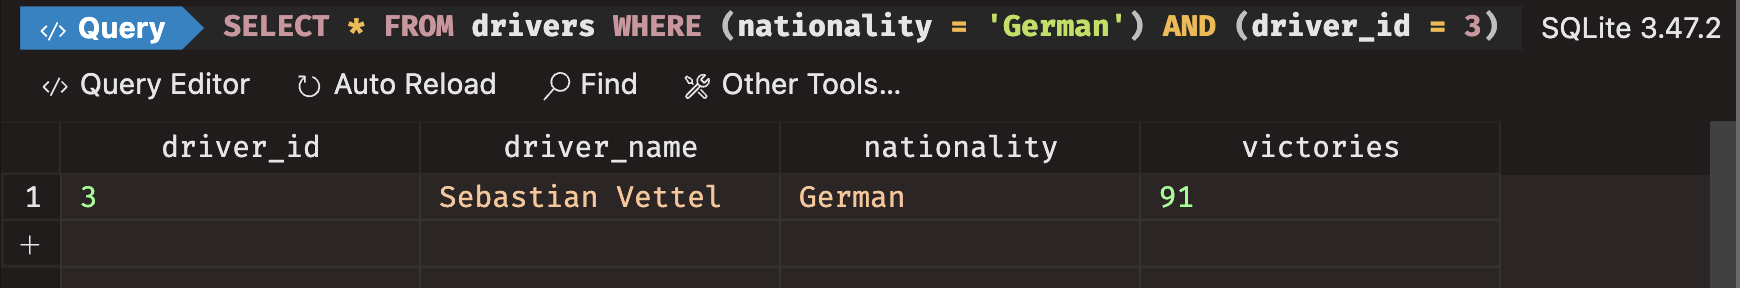 </> Query SELECT * FROM drivers WHERE (nationality = 'German') AND (driver_id = 3) SQLite 3.47.2
</> Query Editor Auto Reload Find Other Tools...
driver_id driver_name nationality victories
1 3 Sebastian Vettel German 91
+